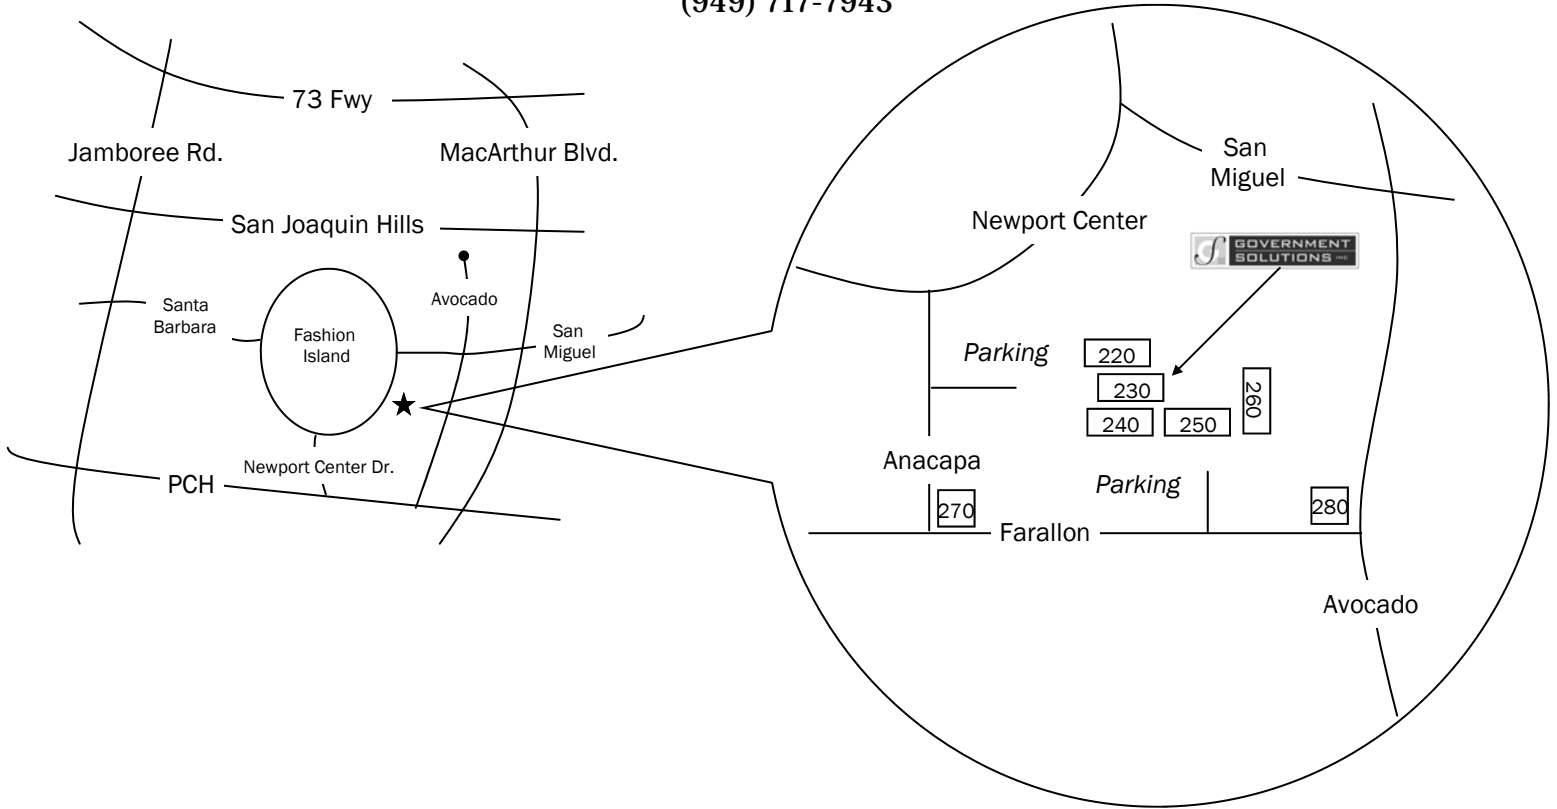 (949) 717-7943
73 Fwy
Jamboree Rd.
MacArthur Blvd.
San Joaquin Hills
Avocado
Santa
Barbara
Fashion
Island
San
Miguel
Newport Center Dr.
PCH
San
Miguel
Newport Center
GOVERNMENT
SOLUTIONS INC
Parking
220
230
260
240
250
Anacapa
Parking
270
280
Farallon
Avocado